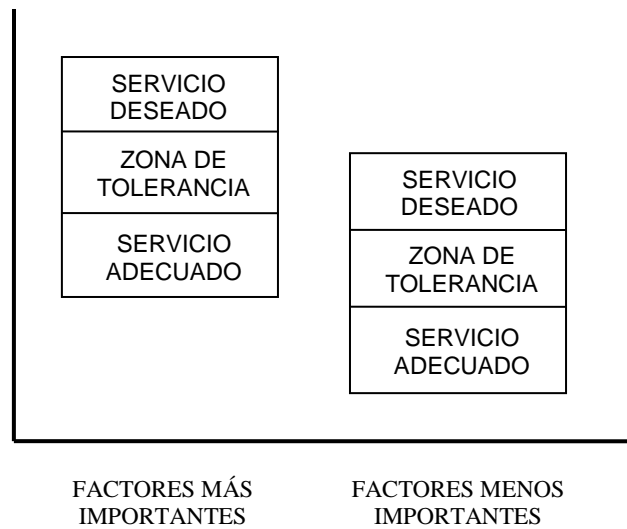 SERVICIO
DESEADO
ZONA DE
TOLERANCIA
SERVICIO
ADECUADO
SERVICIO
DESEADO
ZONA DE
TOLERANCIA
SERVICIO
ADECUADO
FACTORES MÁS
IMPORTANTES
FACTORES MENOS
IMPORTANTES